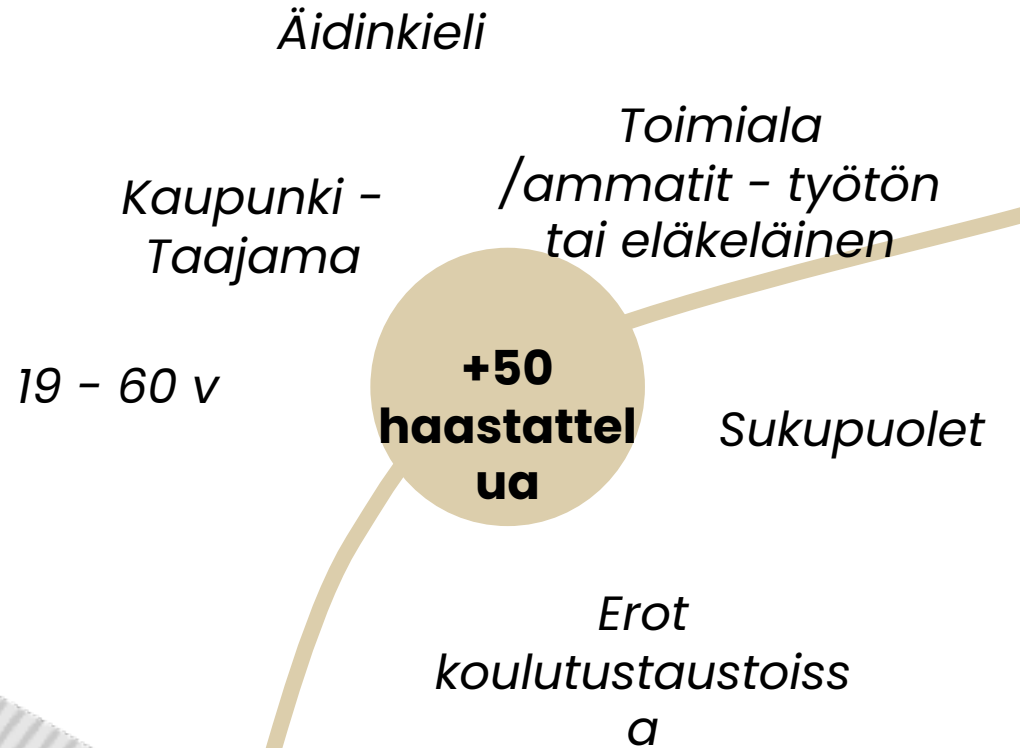 Äidinkieli
Toimiala
/ammatit - työtön
tai eläkeläinen
Kaupunki -
Taajama
19 - 60 v
+50
haastattel
ua
Sukupuolet
Erot
koulutustaustoiss
a